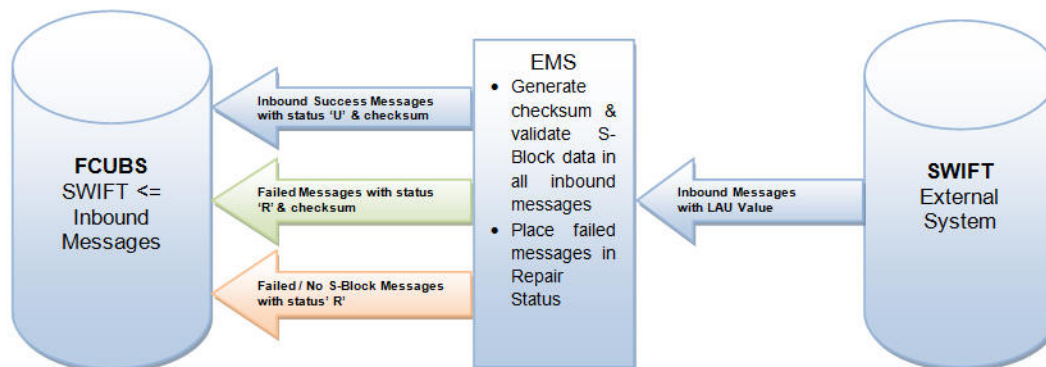 FCUBS
SWIFT <=
Inbound
Messages
Inbound Success Messages
with status 'U' & checksum
Failed Messages with status
'R' & checksum
Failed / No S-Block Messages
with status' R'
EMS
• Generate
checksum &
validate S-
Block data in
all inbound
messages
• Place failed
messages in
Repair
Status
Inbound Messages
with LAU Value
SWIFT
External
System